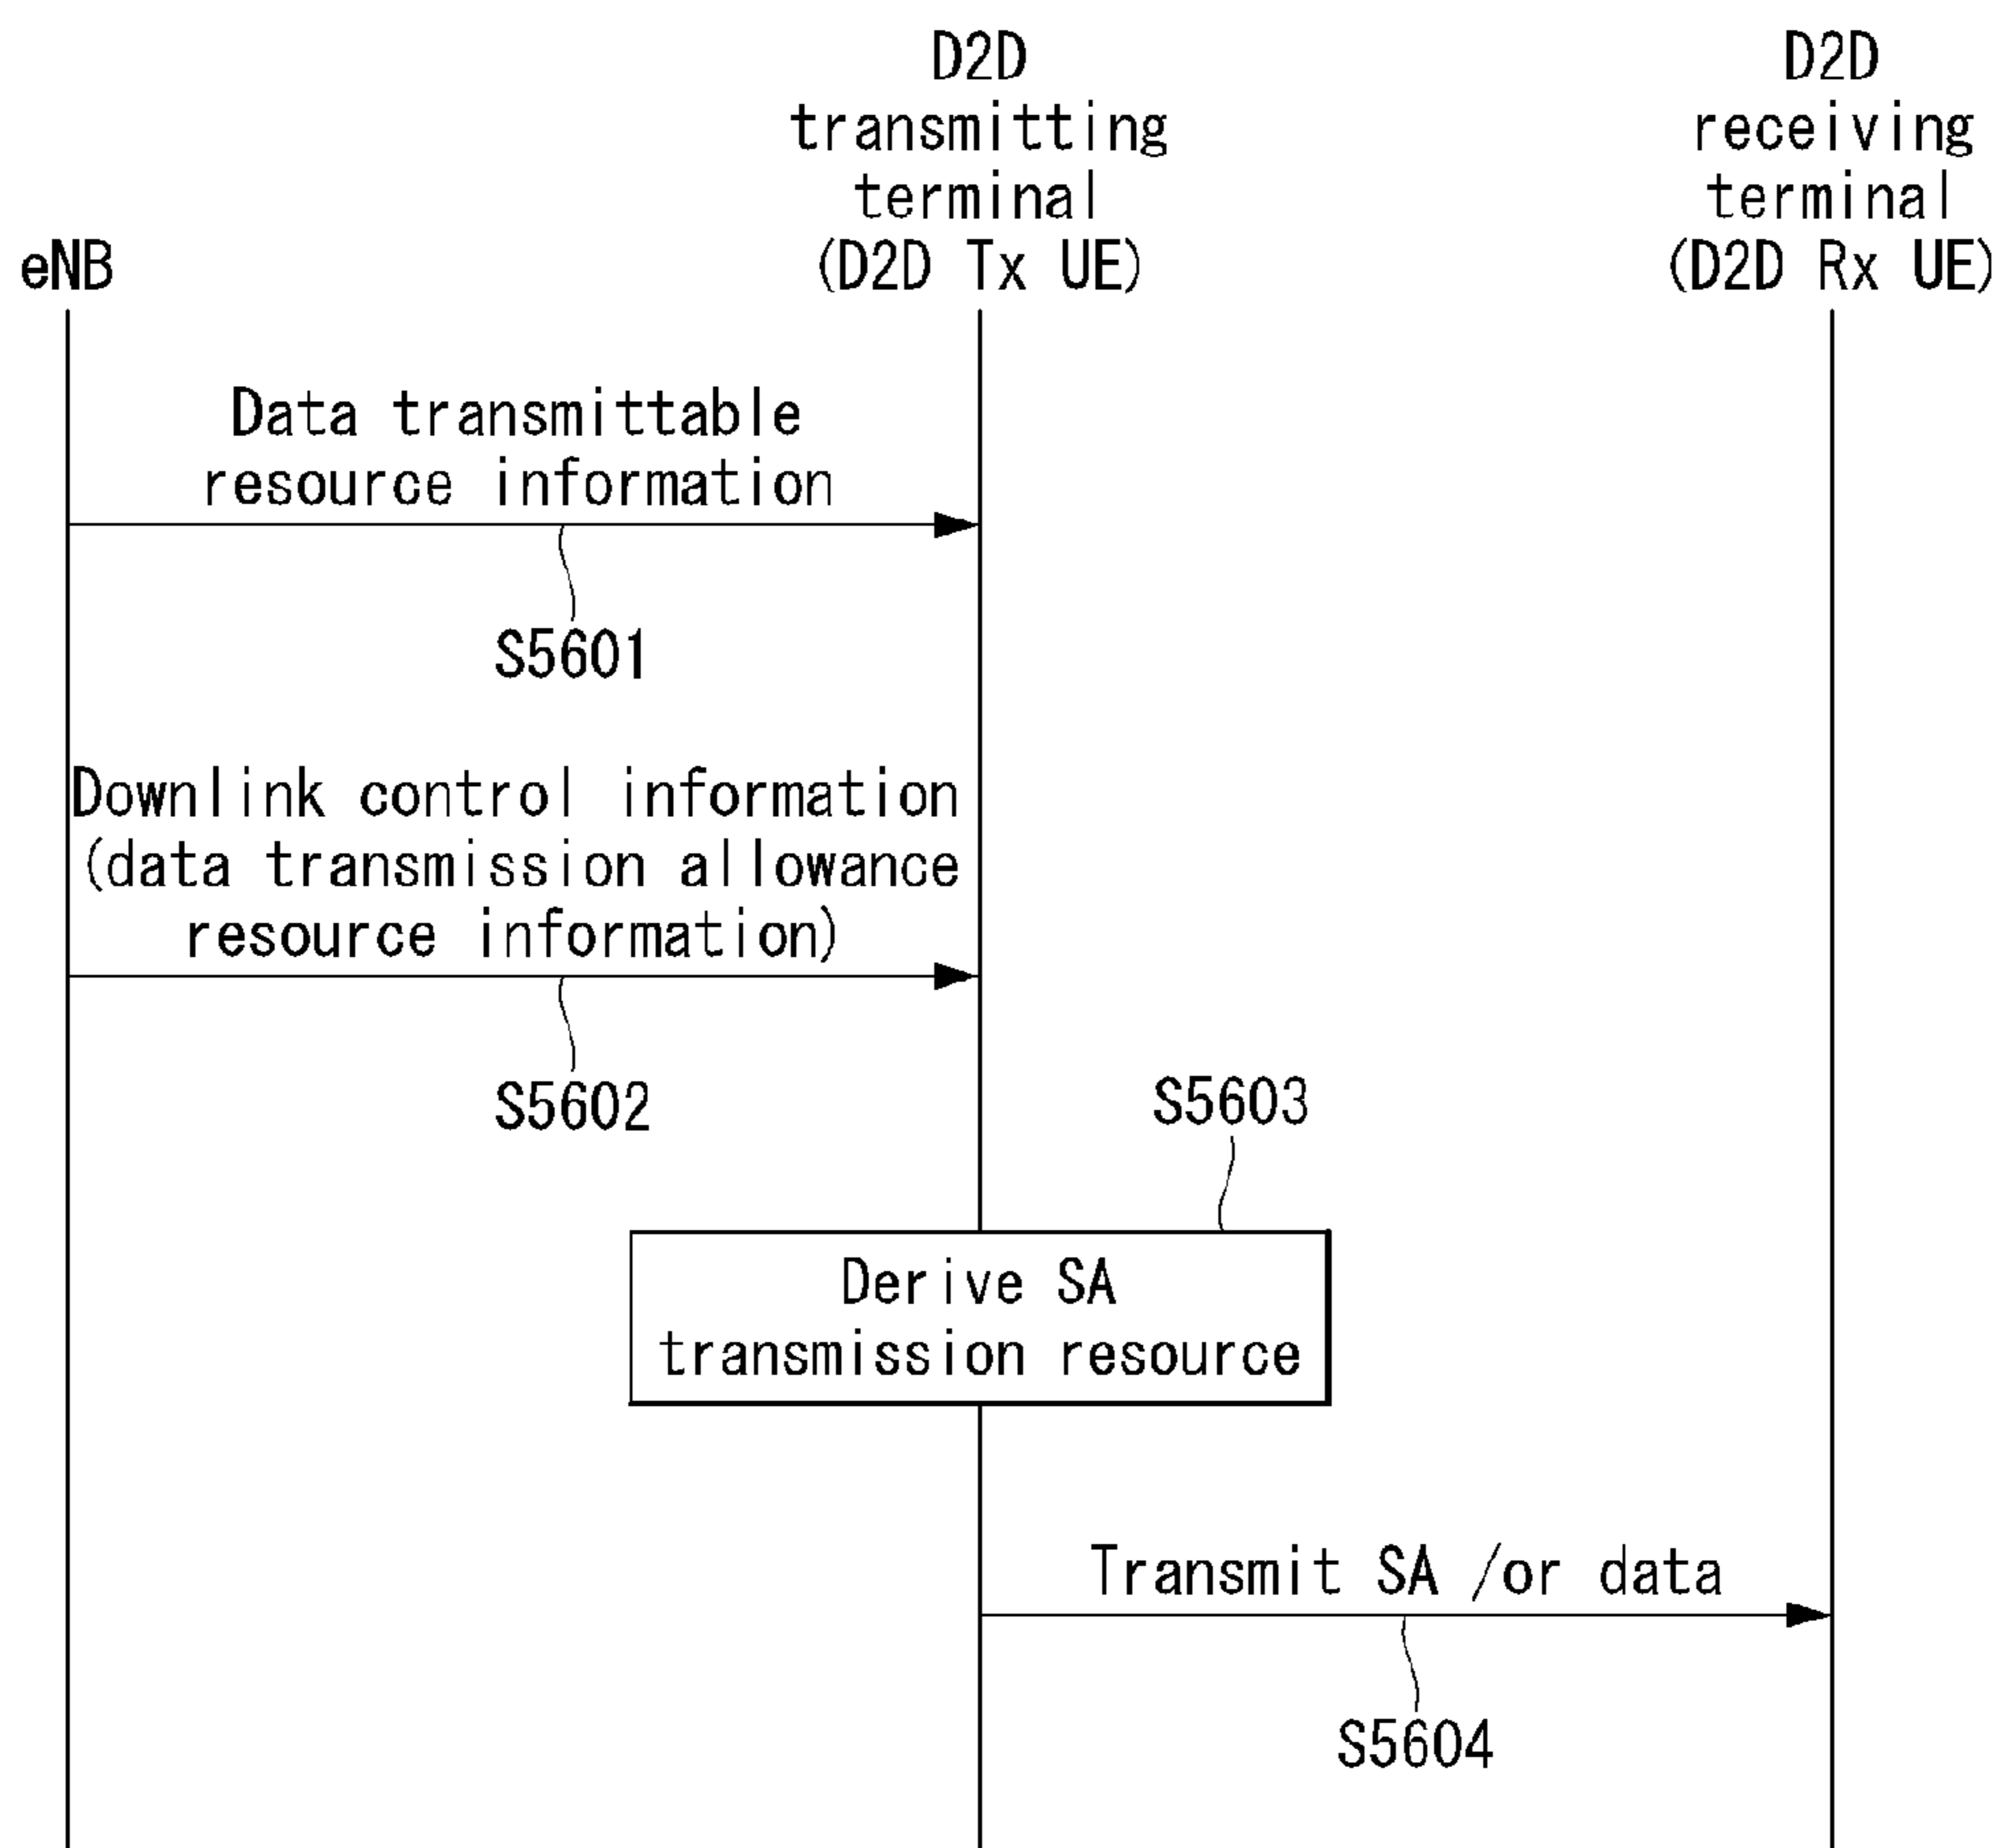 eNB
D2D
transmitting
terminal
(D2D Tx UE)
D2D
receiving
terminal
(D2D Rx UE)
Data transmittable
resource information
S5601
Downlink control information
(data transmission allowance
resource information)
S5602
S5603
Derive SA
transmission resource
Transmit SA /or data
S5604